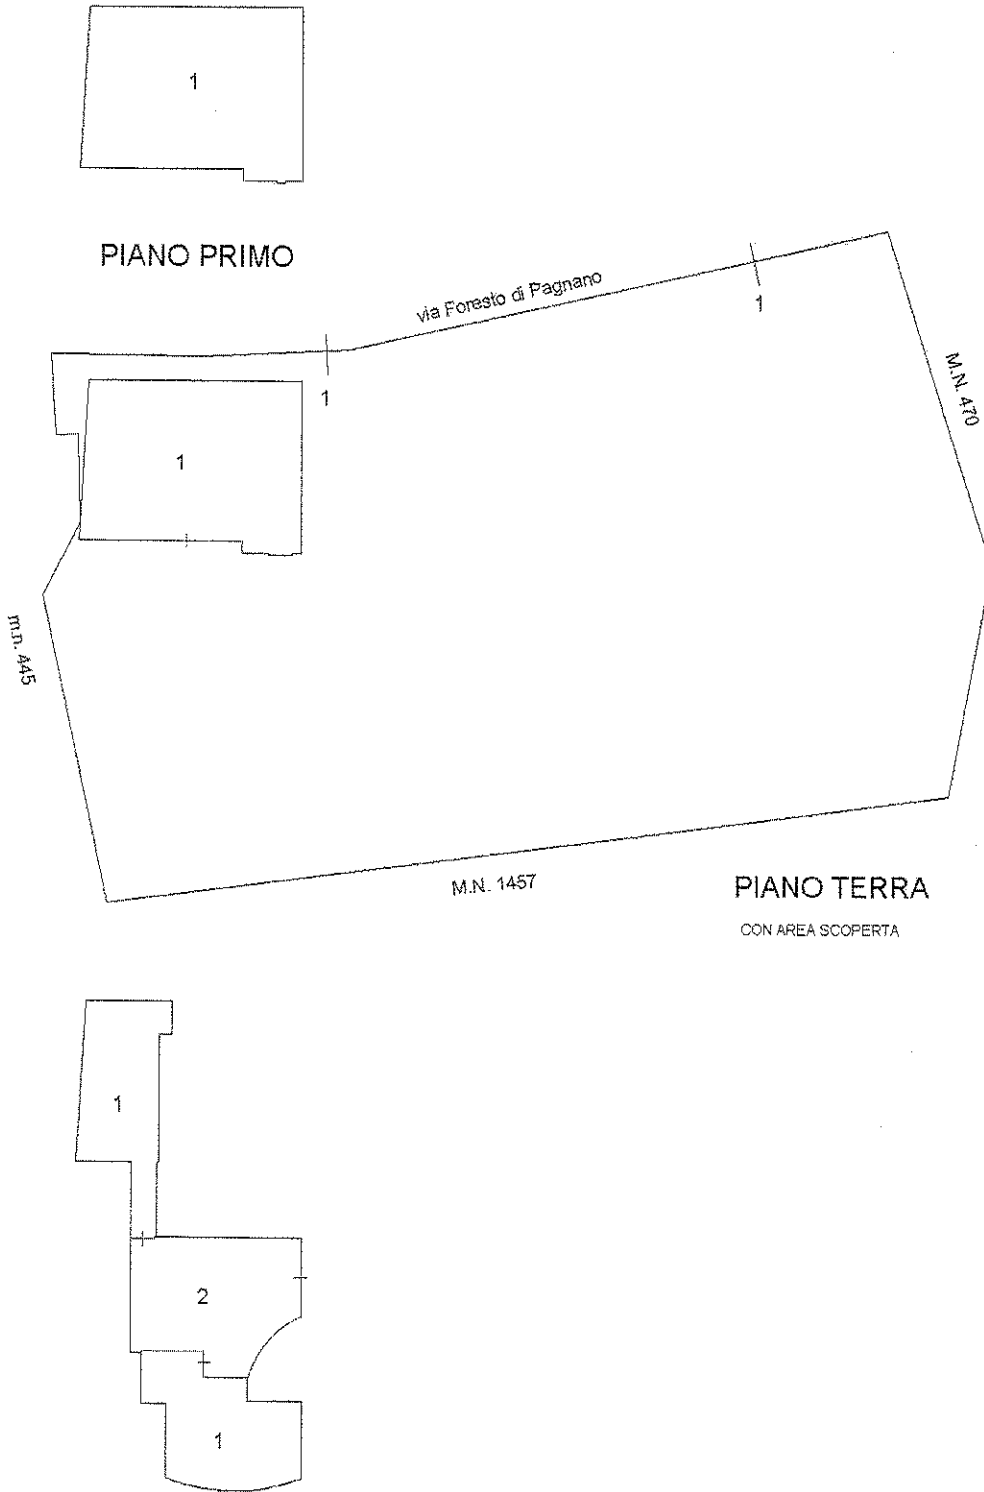 1
PIANO PRIMO
via Foresto di Pagnano
1
1
M.N. 470
1
m.n. 445
M.N. 1457
PIANO TERRA
CON AREA SCOPERTA
1
2
1